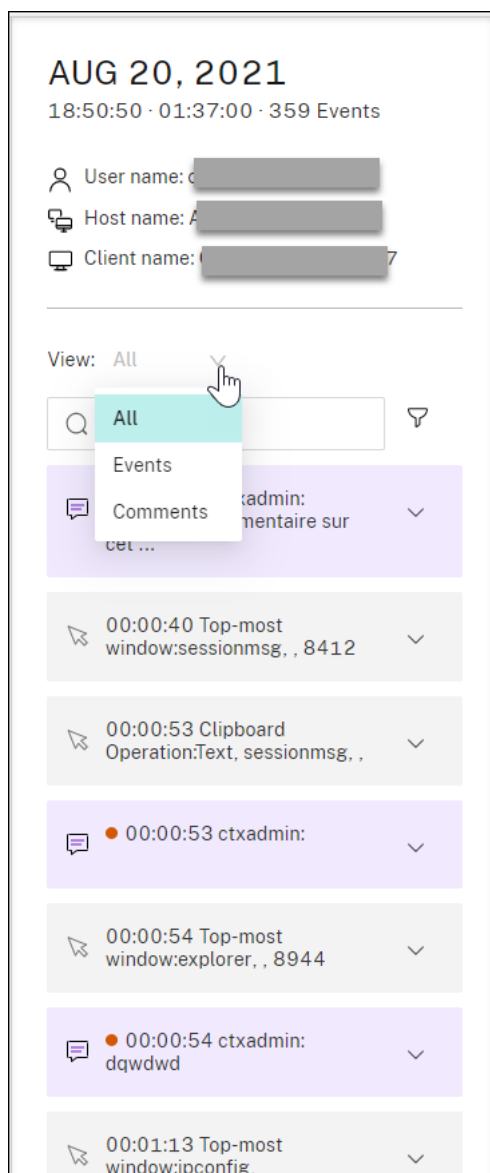 AUG 20, 2021
18:50:50 · 01:37:00 · 359 Events
User name:
Host name: A
Client name: 7
View: All
All
Events
Comments
xadmin:
mentaire sur
cet ...
00:00:40 Top-most
window:sessionmsg, , 8412
00:00:53 Clipboard
Operation:Text, sessionmsg, ,
00:00:53 ctxadmin:
00:00:54 Top-most
window:explorer, , 8944
00:00:54 ctxadmin:
dqwdwd
00:01:13 Top-most
window:ipconfig,